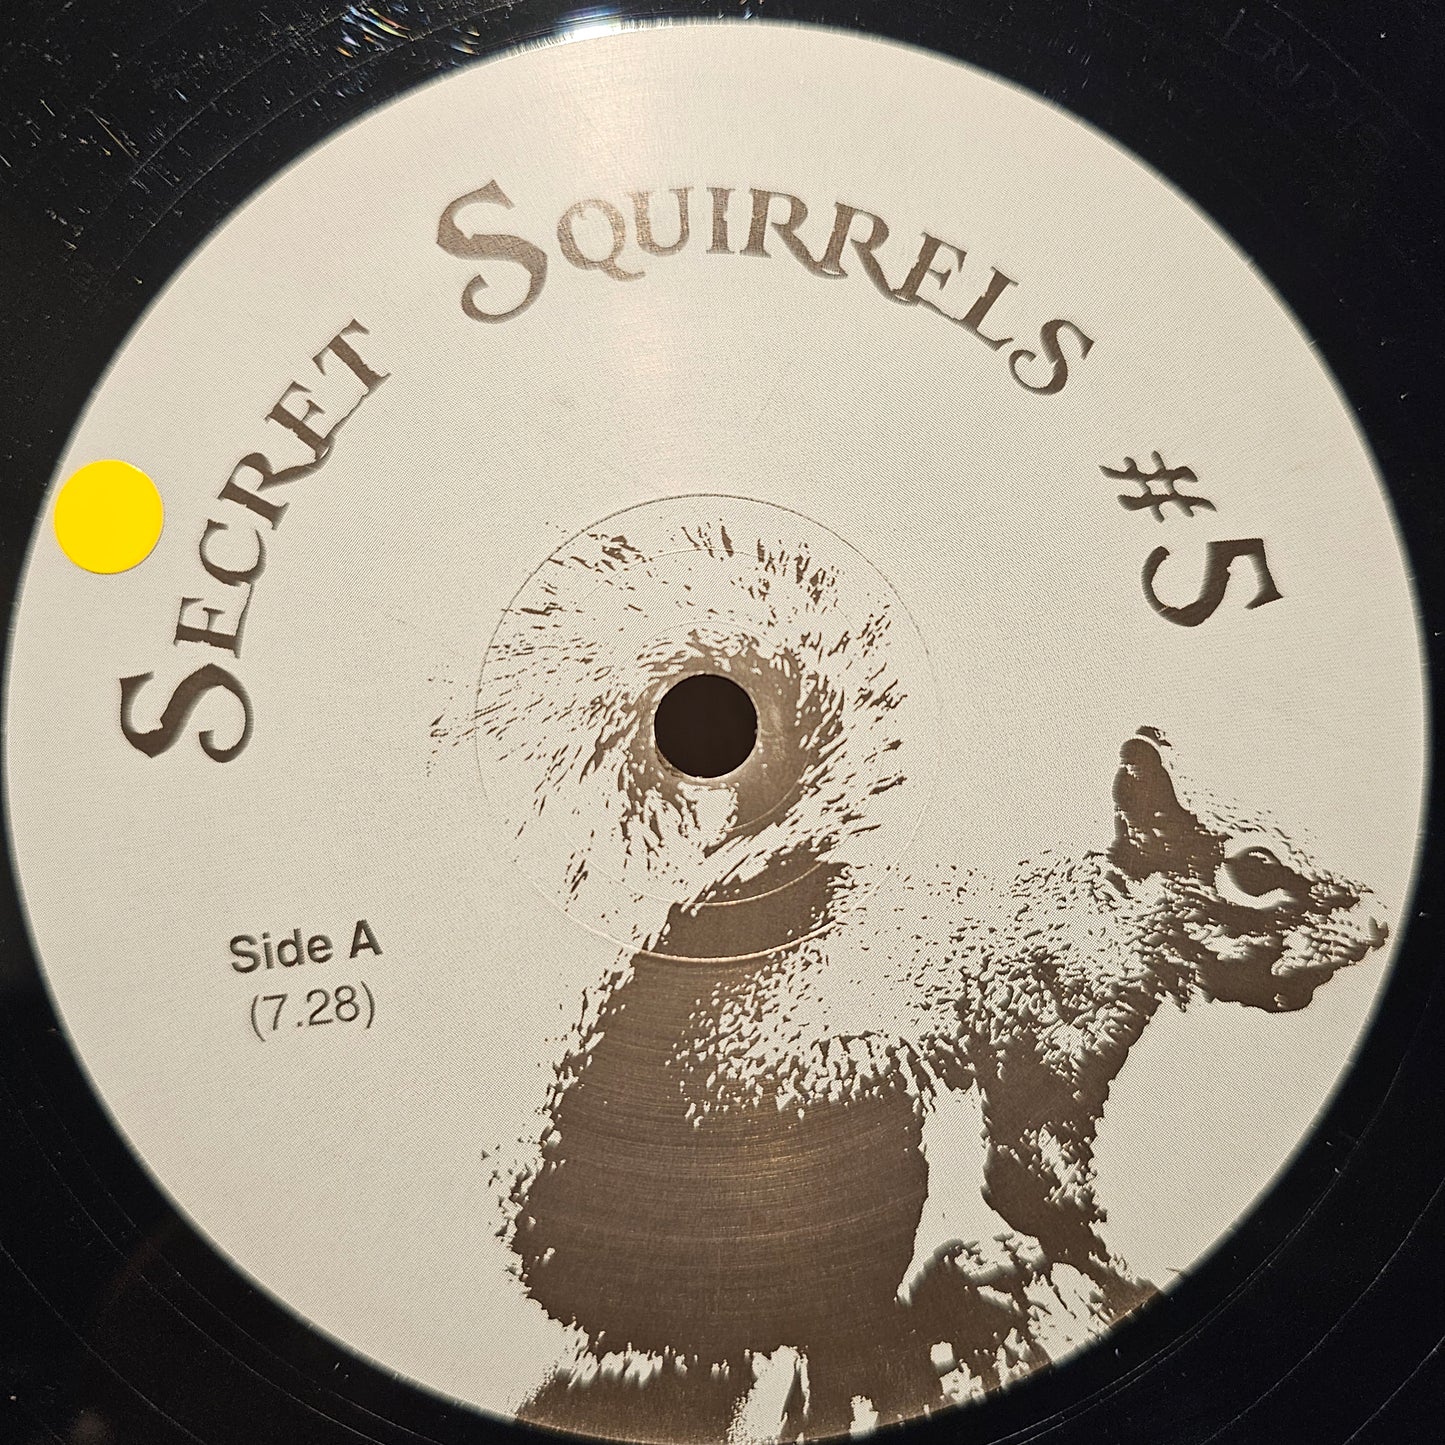 Secret Squirrels #5
Side A
(7.28)